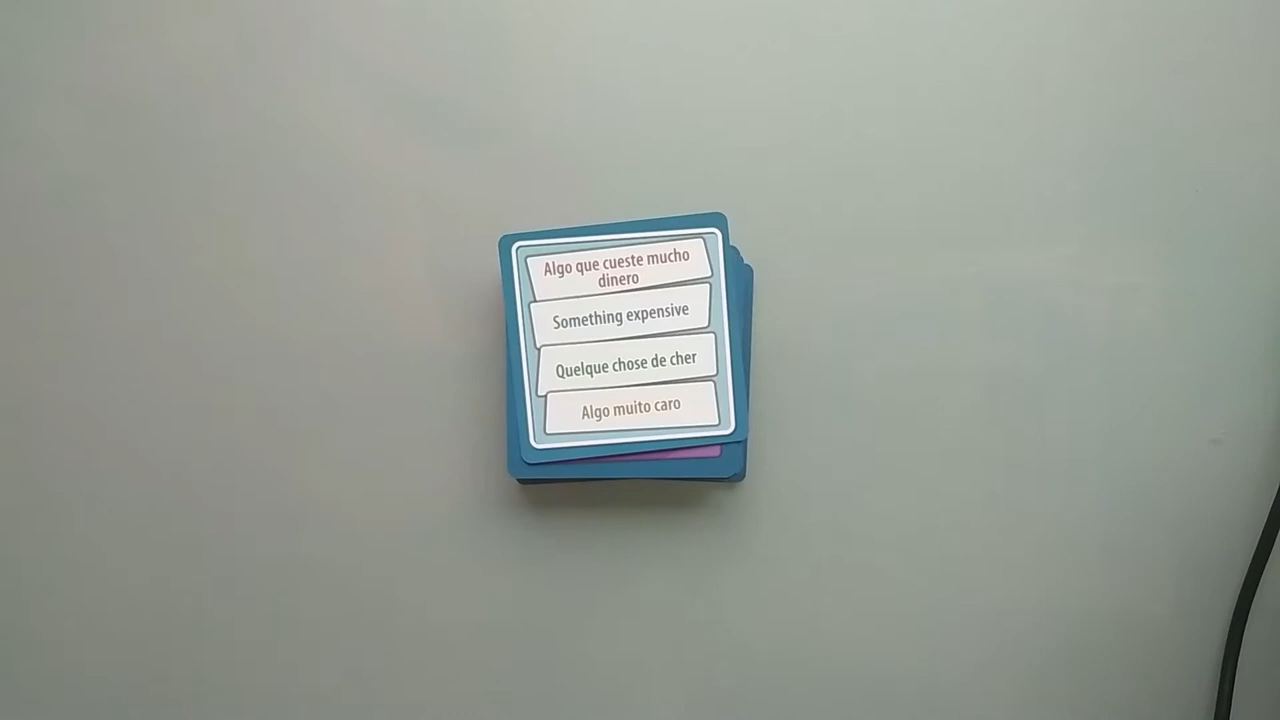 Algo que cueste mucho
dinero
Something expensive
Quelque chose de cher
Algo muito caro